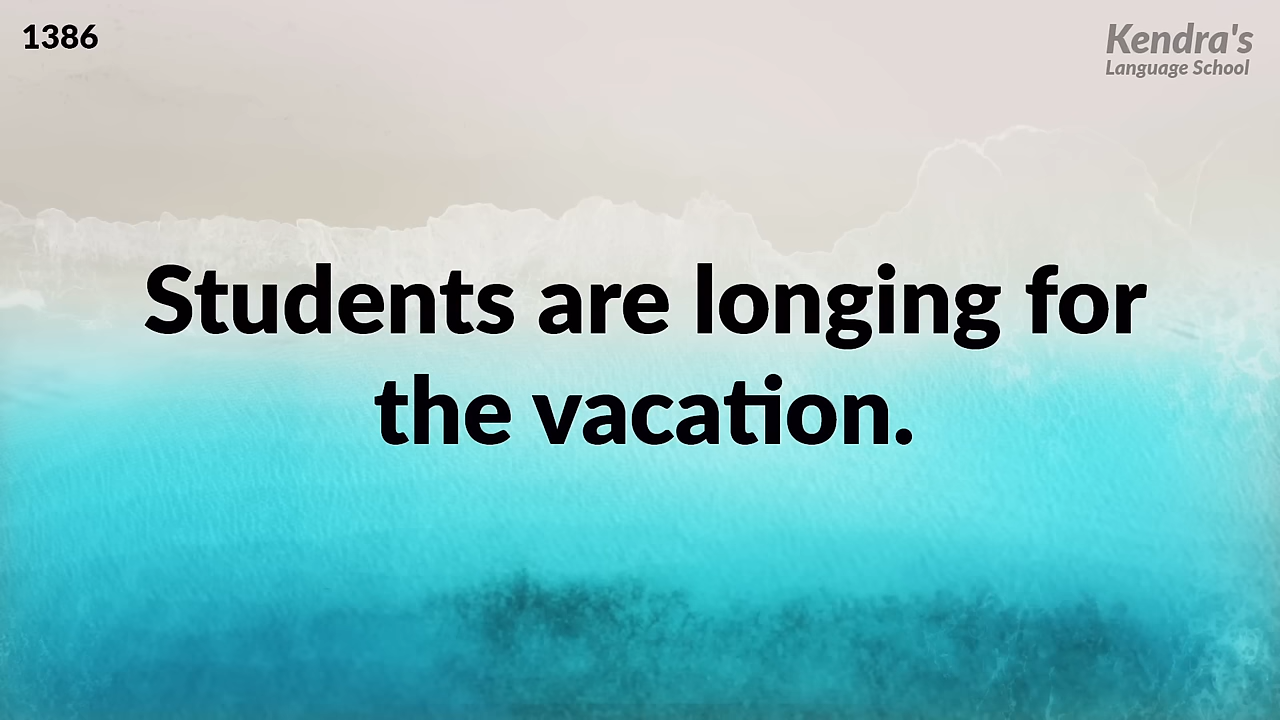 1386
Kendra's
Language School
Students are longing for
the vacation.